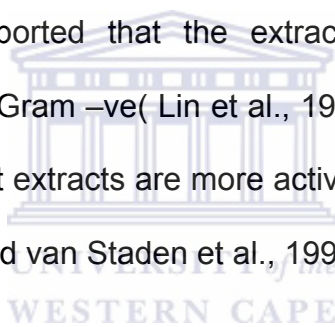 ported that the extrac
Gram –ve( Lin et al., 19
t extracts are more activ
d van Staden et al., 199
UNIVERSITY of the
WESTERN CAPE